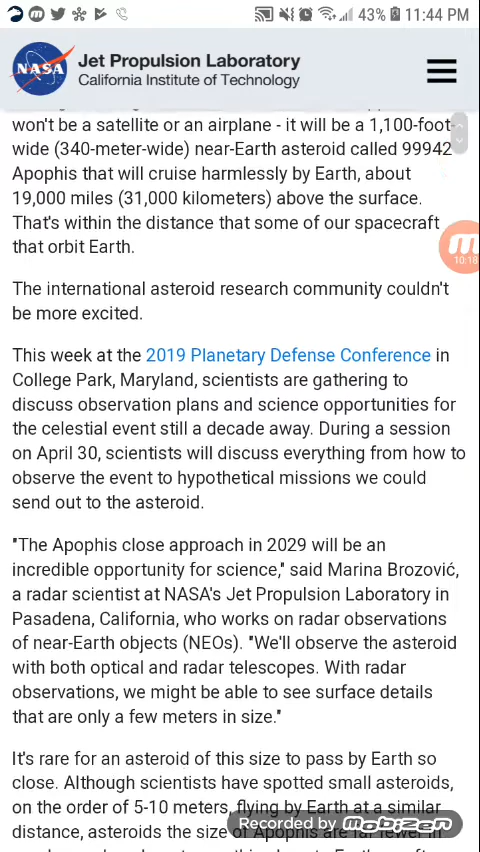 43% 11:44 PM
NASA
Jet Propulsion Laboratory
California Institute of Technology
won't be a satellite or an airplane - it will be a 1,100-foot-
wide (340-meter-wide) near-Earth asteroid called 99942
Apophis that will cruise harmlessly by Earth, about
19,000 miles (31,000 kilometers) above the surface.
That's within the distance that some of our spacecraft
that orbit Earth.
10:18
The international asteroid research community couldn't
be more excited.
This week at the 2019 Planetary Defense Conference in
College Park, Maryland, scientists are gathering to
discuss observation plans and science opportunities for
the celestial event still a decade away. During a session
on April 30, scientists will discuss everything from how to
observe the event to hypothetical missions we could
send out to the asteroid.
"The Apophis close approach in 2029 will be an
incredible opportunity for science," said Marina Brozović,
a radar scientist at NASA's Jet Propulsion Laboratory in
Pasadena, California, who works on radar observations
of near-Earth objects (NEOs). "We'll observe the asteroid
with both optical and radar telescopes. With radar
observations, we might be able to see surface details
that are only a few meters in size."
It's rare for an asteroid of this size to pass by Earth so
close. Although scientists have spotted small asteroids,
on the order of 5-10 meters, flying by Earth at a similar
distance, asteroids the size of Apophis are far fewer in
Recorded by mobizen